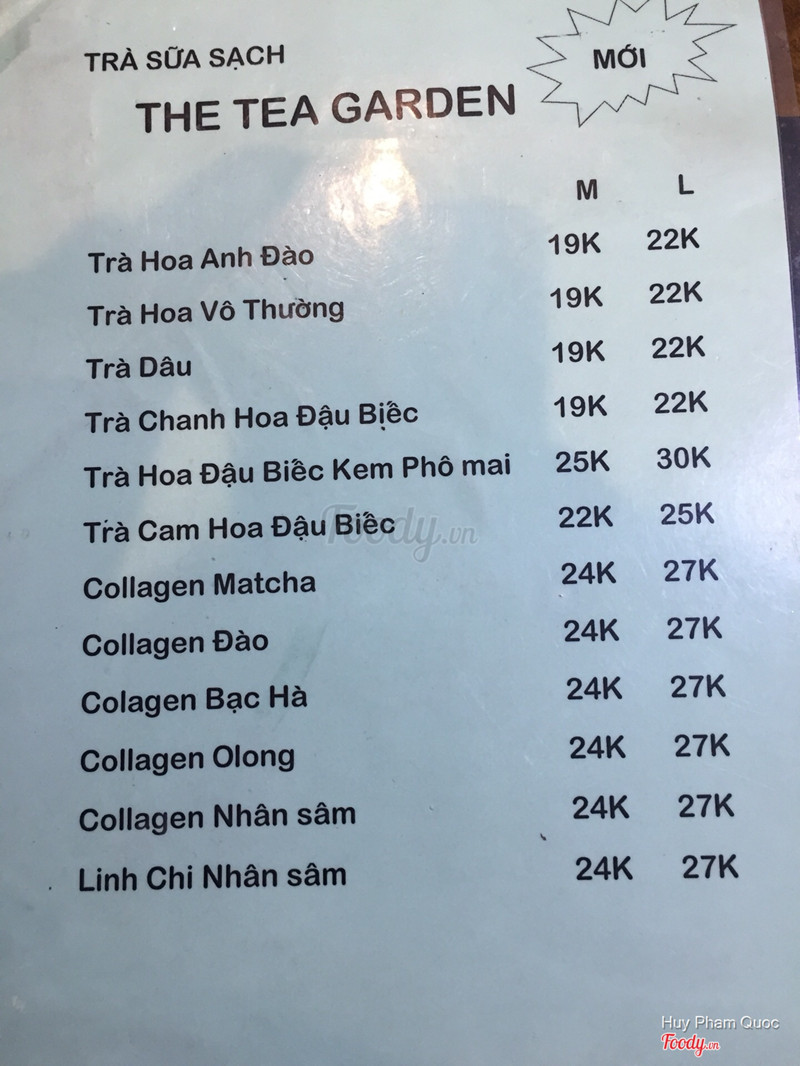 TRÀ SỮA SẠCH
MỚI
THE TEA GARDEN
M L
Trà Hoa Anh Đào 19K 22K
Trà Hoa Vô Thường 19K 22K
Trà Dâu 19K 22K
Trà Chanh Hoa Đậu Biếc 19K 22K
Trà Hoa Đậu Biếc Kem Phô mai 25K 30K
Trà Cam Hoa Đậu Biếc 22K 25K
Collagen Matcha 24K 27K
Collagen Đào 24K 27K
Colagen Bạc Hà 24K 27K
Collagen Olong 24K 27K
Collagen Nhân sâm 24K 27K
Linh Chi Nhân sâm 24K 27K
Foody.vn
Huy Pham Quoc
Foody.vn